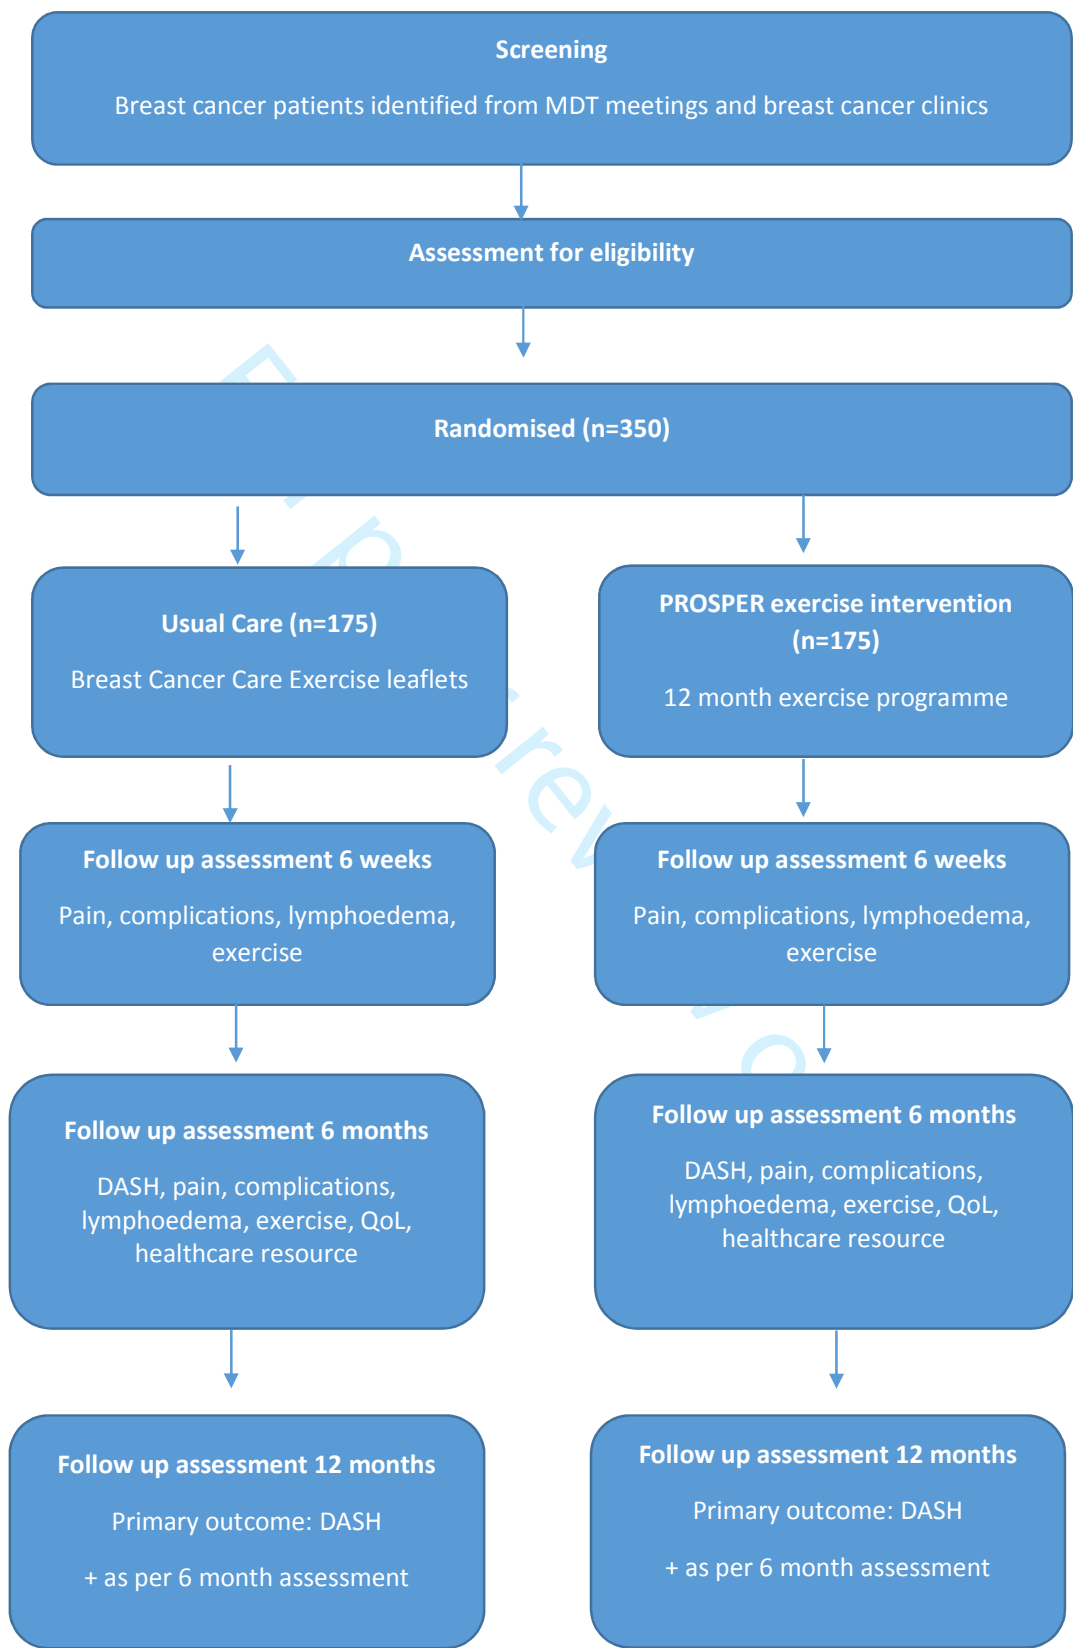 Screening
Breast cancer patients identified from MDT meetings and breast cancer clinics
Assessment for eligibility
Randomised (n=350)
Usual Care (n=175)
Breast Cancer Care Exercise leaflets
PROSPER exercise intervention
(n=175)
12 month exercise programme
Follow up assessment 6 weeks
Pain, complications, lymphoedema,
exercise
Follow up assessment 6 weeks
Pain, complications, lymphoedema,
exercise
Follow up assessment 6 months
DASH, pain, complications,
lymphoedema, exercise, QoL,
healthcare resource
Follow up assessment 6 months
DASH, pain, complications,
lymphoedema, exercise, QoL,
healthcare resource
Follow up assessment 12 months
Primary outcome: DASH
+ as per 6 month assessment
Follow up assessment 12 months
Primary outcome: DASH
+ as per 6 month assessment